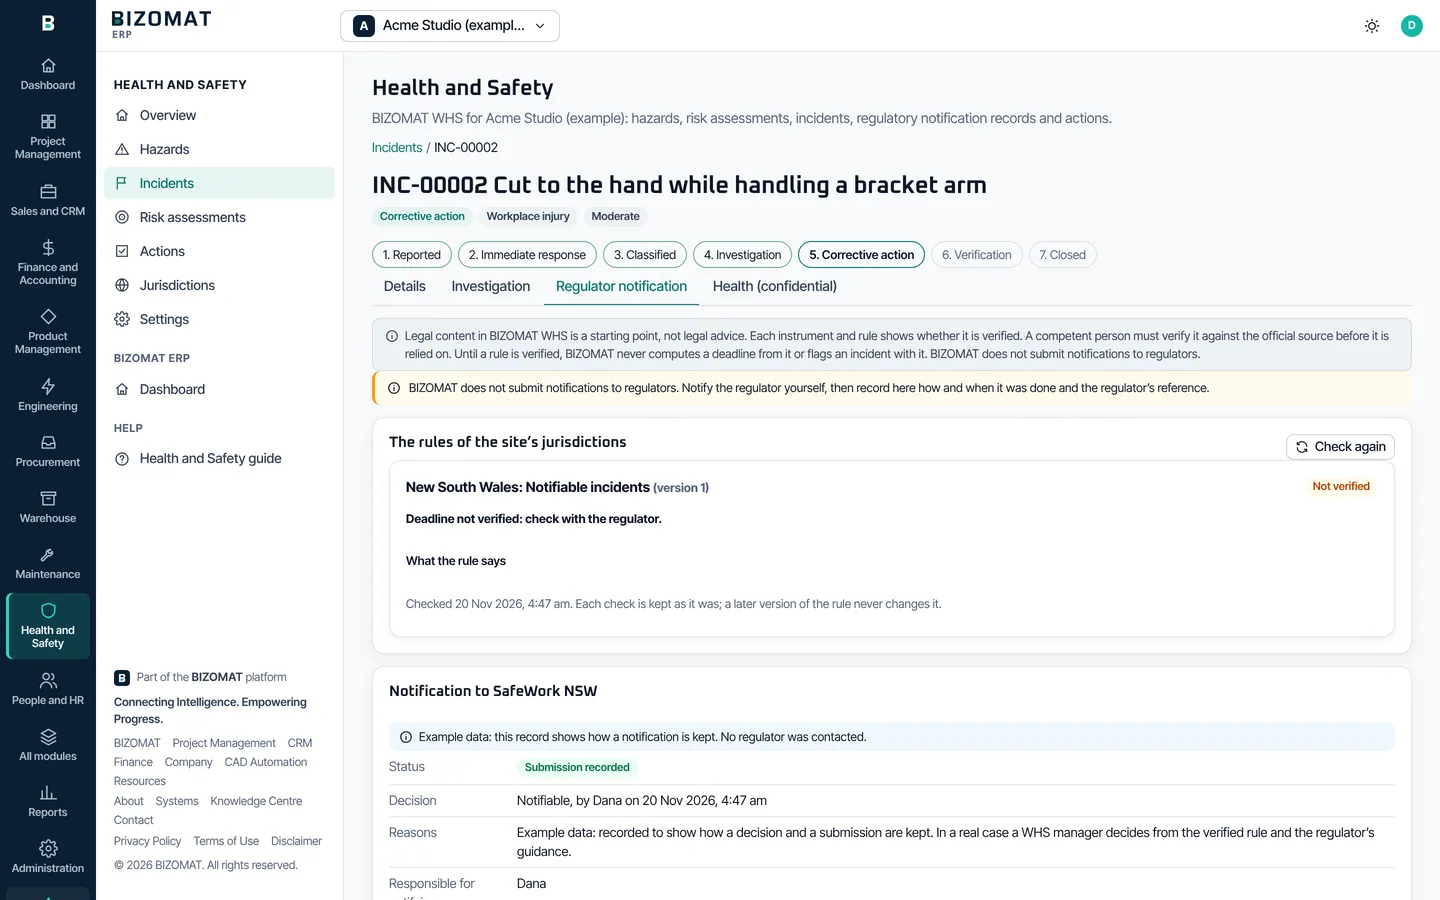 B
Dashboard
Project
Management
Sales and CRM
Finance and
Accounting
Product
Management
Engineering
Procurement
Warehouse
Maintenance
Health and
Safety
People and HR
All modules
Reports
Administration
BIZOMAT
ERP
A Acme Studio (exampl...
D
HEALTH AND SAFETY
Overview
Hazards
Incidents
Risk assessments
Actions
Jurisdictions
Settings
BIZOMAT ERP
Dashboard
HELP
Health and Safety guide
B Part of the BIZOMAT platform
Connecting Intelligence. Empowering
Progress.
BIZOMAT Project Management CRM
Finance Company CAD Automation
Resources
About Systems Knowledge Centre
Contact
Privacy Policy Terms of Use Disclaimer
© 2026 BIZOMAT. All rights reserved.
Health and Safety
BIZOMAT WHS for Acme Studio (example): hazards, risk assessments, incidents, regulatory notification records and actions.
Incidents / INC-00002
INC-00002 Cut to the hand while handling a bracket arm
Corrective action Workplace injury Moderate
1. Reported 2. Immediate response 3. Classified 4. Investigation 5. Corrective action 6. Verification 7. Closed
Details Investigation Regulator notification Health (confidential)
Legal content in BIZOMAT WHS is a starting point, not legal advice. Each instrument and rule shows whether it is verified. A competent person must verify it against the official source before it is
relied on. Until a rule is verified, BIZOMAT never computes a deadline from it or flags an incident with it. BIZOMAT does not submit notifications to regulators.
BIZOMAT does not submit notifications to regulators. Notify the regulator yourself, then record here how and when it was done and the regulator's reference.
The rules of the site's jurisdictions
Check again
New South Wales: Notifiable incidents (version 1)
Not verified
Deadline not verified: check with the regulator.
What the rule says
Checked 20 Nov 2026, 4:47 am. Each check is kept as it was; a later version of the rule never changes it.
Notification to SafeWork NSW
Example data: this record shows how a notification is kept. No regulator was contacted.
Status Submission recorded
Decision Notifiable, by Dana on 20 Nov 2026, 4:47 am
Reasons Example data: recorded to show how a decision and a submission are kept. In a real case a WHS manager decides from the verified rule and the regulator's
guidance.
Responsible for Dana